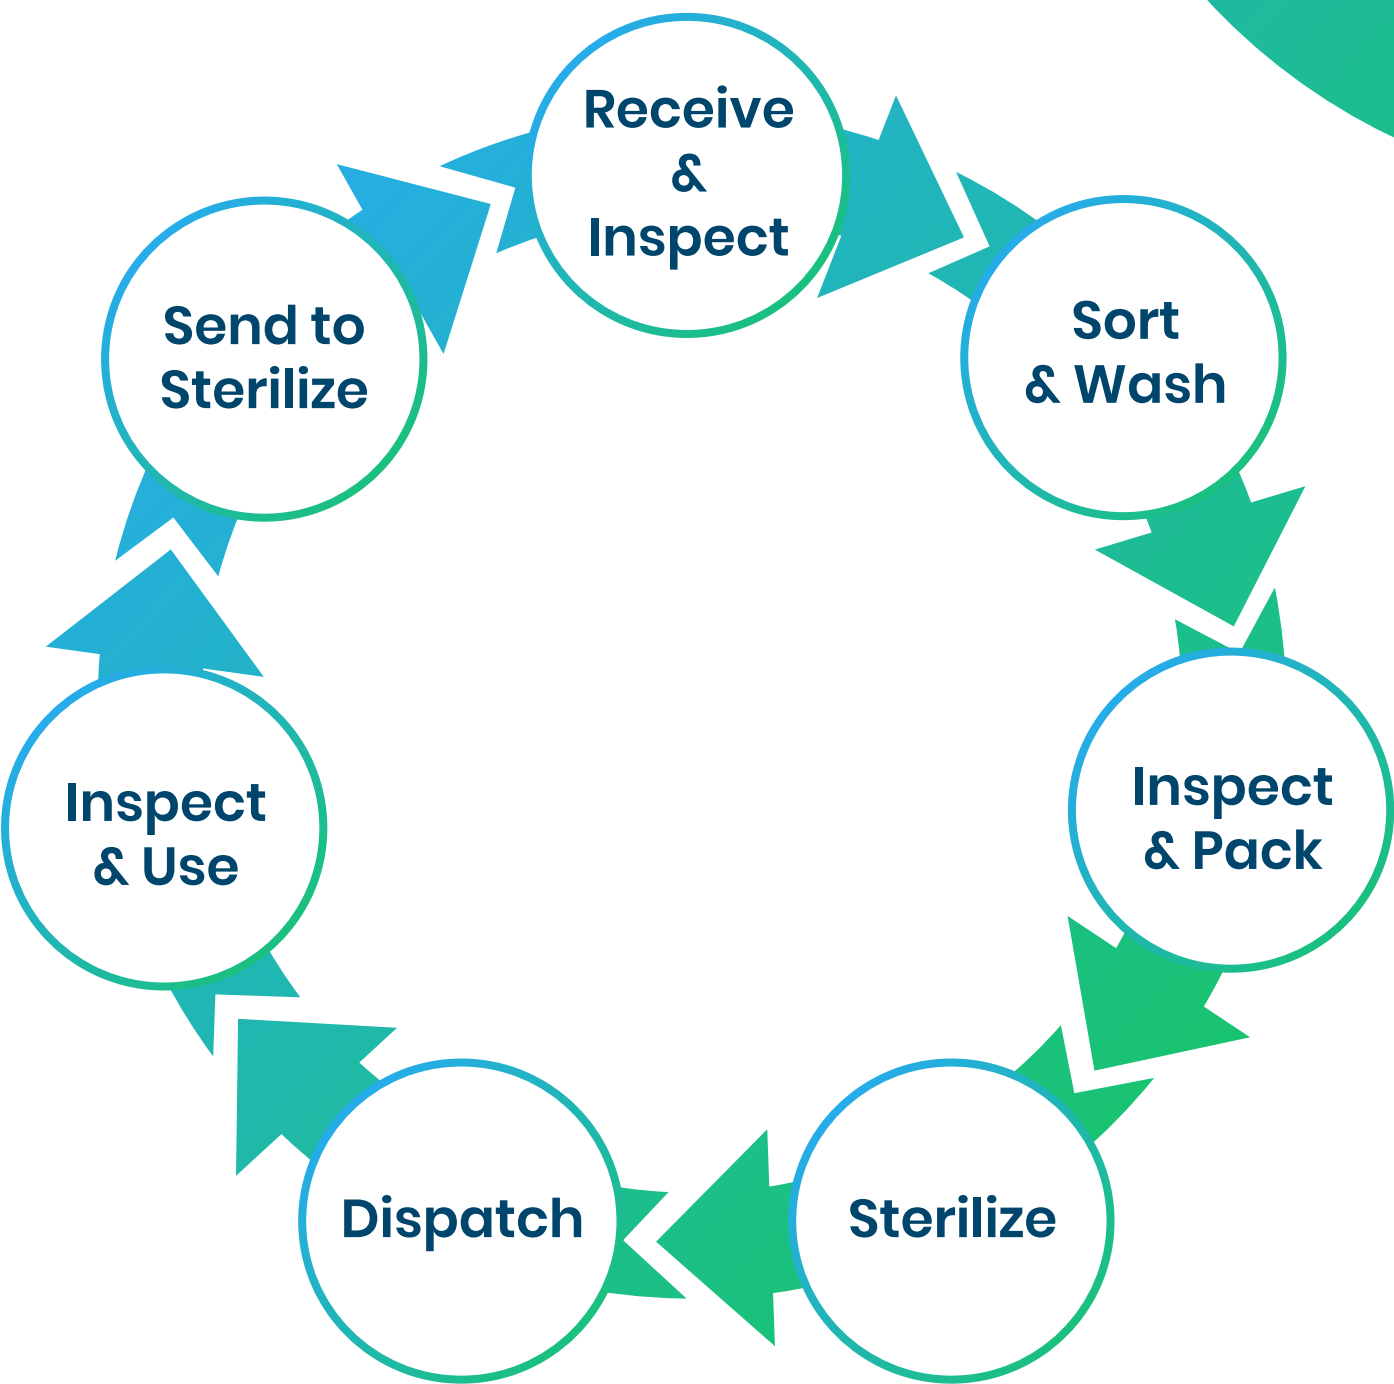 Receive
&
Inspect
Sort
& Wash
Inspect
& Pack
Sterilize
Dispatch
Inspect
& Use
Send to
Sterilize